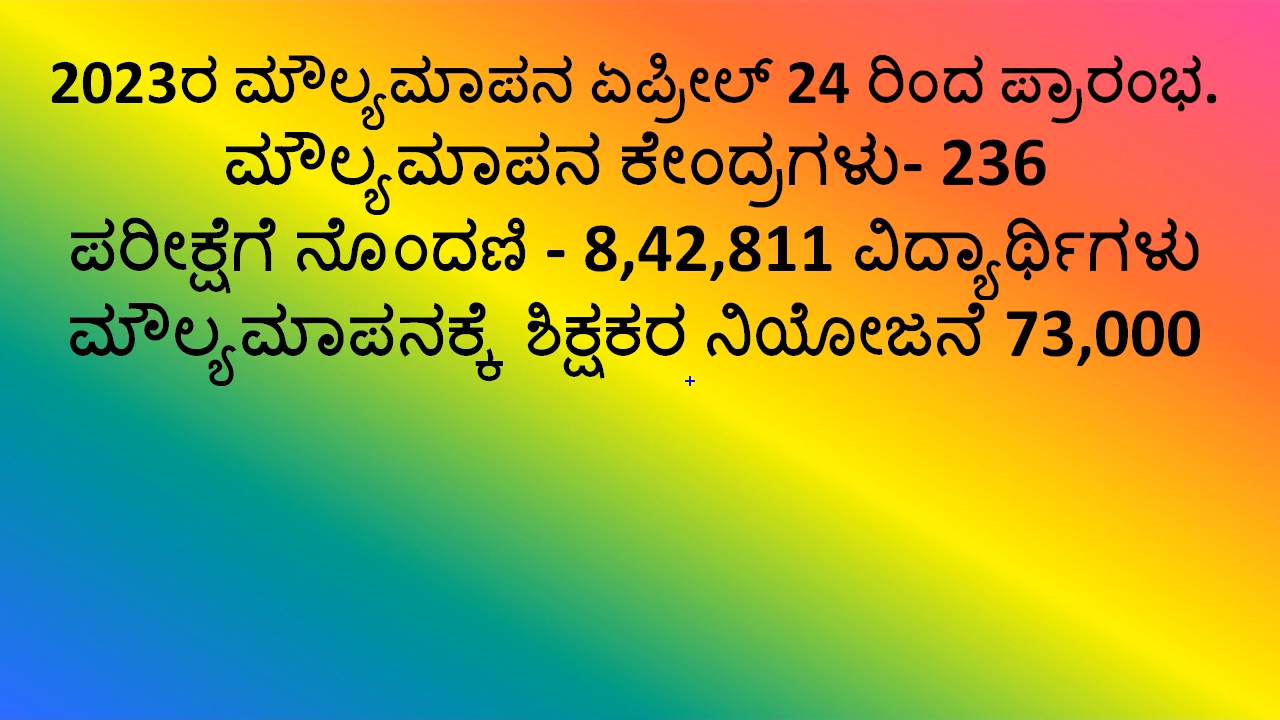 2023ರ ಮೌಲ್ಯಮಾಪನ ಏಪ್ರೀಲ್ 24 ರಿಂದ ಪ್ರಾರಂಭ.
ಮೌಲ್ಯಮಾಪನ ಕೇಂದ್ರಗಳು- 236
ಪರೀಕ್ಷೆಗೆ ನೊಂದಣಿ - 8,42,811 ವಿದ್ಯಾರ್ಥಿಗಳು
ಮೌಲ್ಯಮಾಪನಕ್ಕೆ ಶಿಕ್ಷಕರ ನಿಯೋಜನೆ 73,000